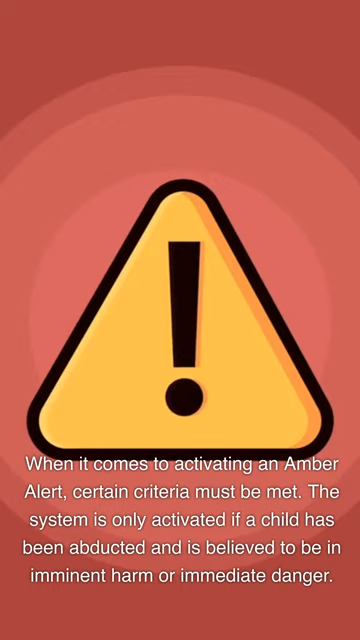 When it comes to activating an Amber
Alert, certain criteria must be met. The
system is only activated if a child has
been abducted and is believed to be in
imminent harm or immediate danger.